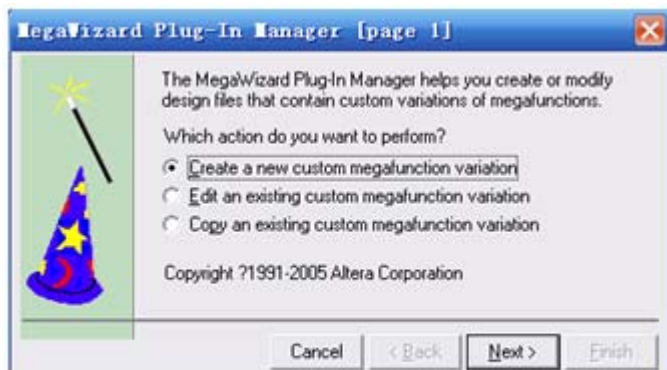 MegaWizard Plug-In Manager [page 1]
The MegaWizard Plug-In Manager helps you create or modify
design files that contain custom variations of megafunctions.
Which action do you want to perform?
Create a new custom megafunction variation
Edit an existing custom megafunction variation
Copy an existing custom megafunction variation
Copyright ?1991-2005 Altera Corporation
Cancel < Back Next > Finish